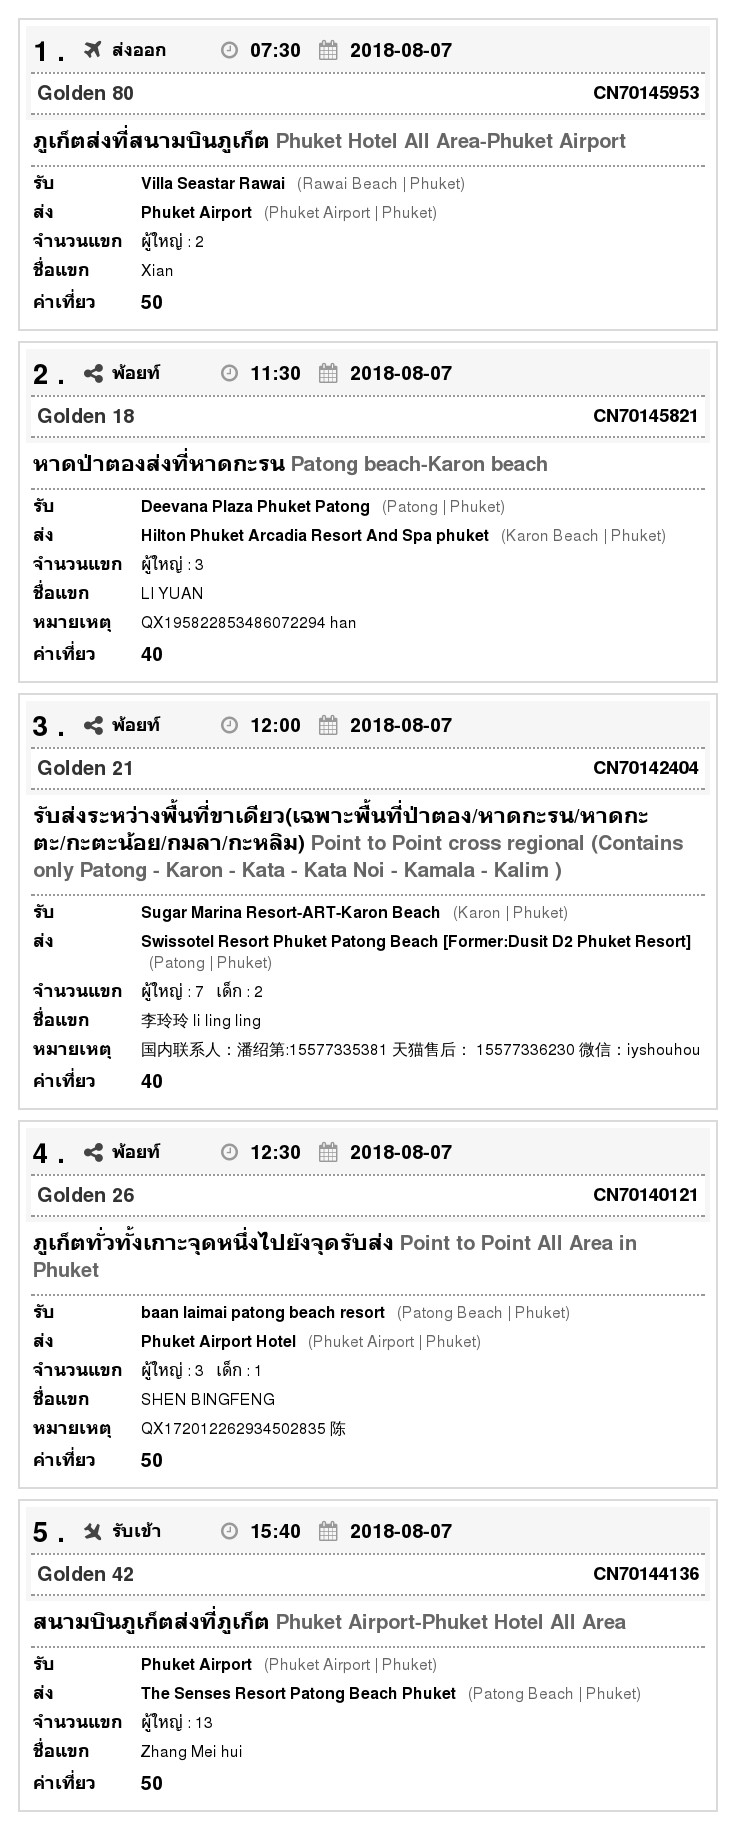 1 . ส่งออก 07:30 2018-08-07
Golden 80 CN70145953
ภูเก็ตส่งที่สนามบินภูเก็ต Phuket Hotel All Area-Phuket Airport
รับ Villa Seastar Rawai (Rawai Beach | Phuket)
ส่ง Phuket Airport (Phuket Airport | Phuket)
จำนวนแขก ผู้ใหญ่ : 2
ชื่อแขก Xian
ค่าเที่ยว 50
2 . พ้อยท์ 11:30 2018-08-07
Golden 18 CN70145821
หาดป่าตองส่งที่หาดกะรน Patong beach-Karon beach
รับ Deevana Plaza Phuket Patong (Patong | Phuket)
ส่ง Hilton Phuket Arcadia Resort And Spa phuket (Karon Beach | Phuket)
จำนวนแขก ผู้ใหญ่ : 3
ชื่อแขก LI YUAN
หมายเหตุ QX195822853486072294 han
ค่าเที่ยว 40
3 . พ้อยท์ 12:00 2018-08-07
Golden 21 CN70142404
รับส่งระหว่างพื้นที่ขาเดียว(เฉพาะพื้นที่ป่าตอง/หาดกะรน/หาดกะ
ตะ/กะตะน้อย/กมลา/กะหลิม) Point to Point cross regional (Contains
only Patong - Karon - Kata - Kata Noi - Kamala - Kalim )
รับ Sugar Marina Resort-ART-Karon Beach (Karon | Phuket)
ส่ง Swissotel Resort Phuket Patong Beach [Former:Dusit D2 Phuket Resort]
(Patong | Phuket)
จำนวนแขก ผู้ใหญ่ : 7 เด็ก : 2
ชื่อแขก 李玲玲 li ling ling
หมายเหตุ 国内联系人：潘绍第:15577335381 天猫售后： 15577336230 微信：iyshouhou
ค่าเที่ยว 40
4 . พ้อยท์ 12:30 2018-08-07
Golden 26 CN70140121
ภูเก็ตทั่วทั้งเกาะจุดหนึ่งไปยังจุดรับส่ง Point to Point All Area in
Phuket
รับ baan laimai patong beach resort (Patong Beach | Phuket)
ส่ง Phuket Airport Hotel (Phuket Airport | Phuket)
จำนวนแขก ผู้ใหญ่ : 3 เด็ก : 1
ชื่อแขก SHEN BINGFENG
หมายเหตุ QX172012262934502835 陈
ค่าเที่ยว 50
5 . รับเข้า 15:40 2018-08-07
Golden 42 CN70144136
สนามบินภูเก็ตส่งที่ภูเก็ต Phuket Airport-Phuket Hotel All Area
รับ Phuket Airport (Phuket Airport | Phuket)
ส่ง The Senses Resort Patong Beach Phuket (Patong Beach | Phuket)
จำนวนแขก ผู้ใหญ่ : 13
ชื่อแขก Zhang Mei hui
ค่าเที่ยว 50